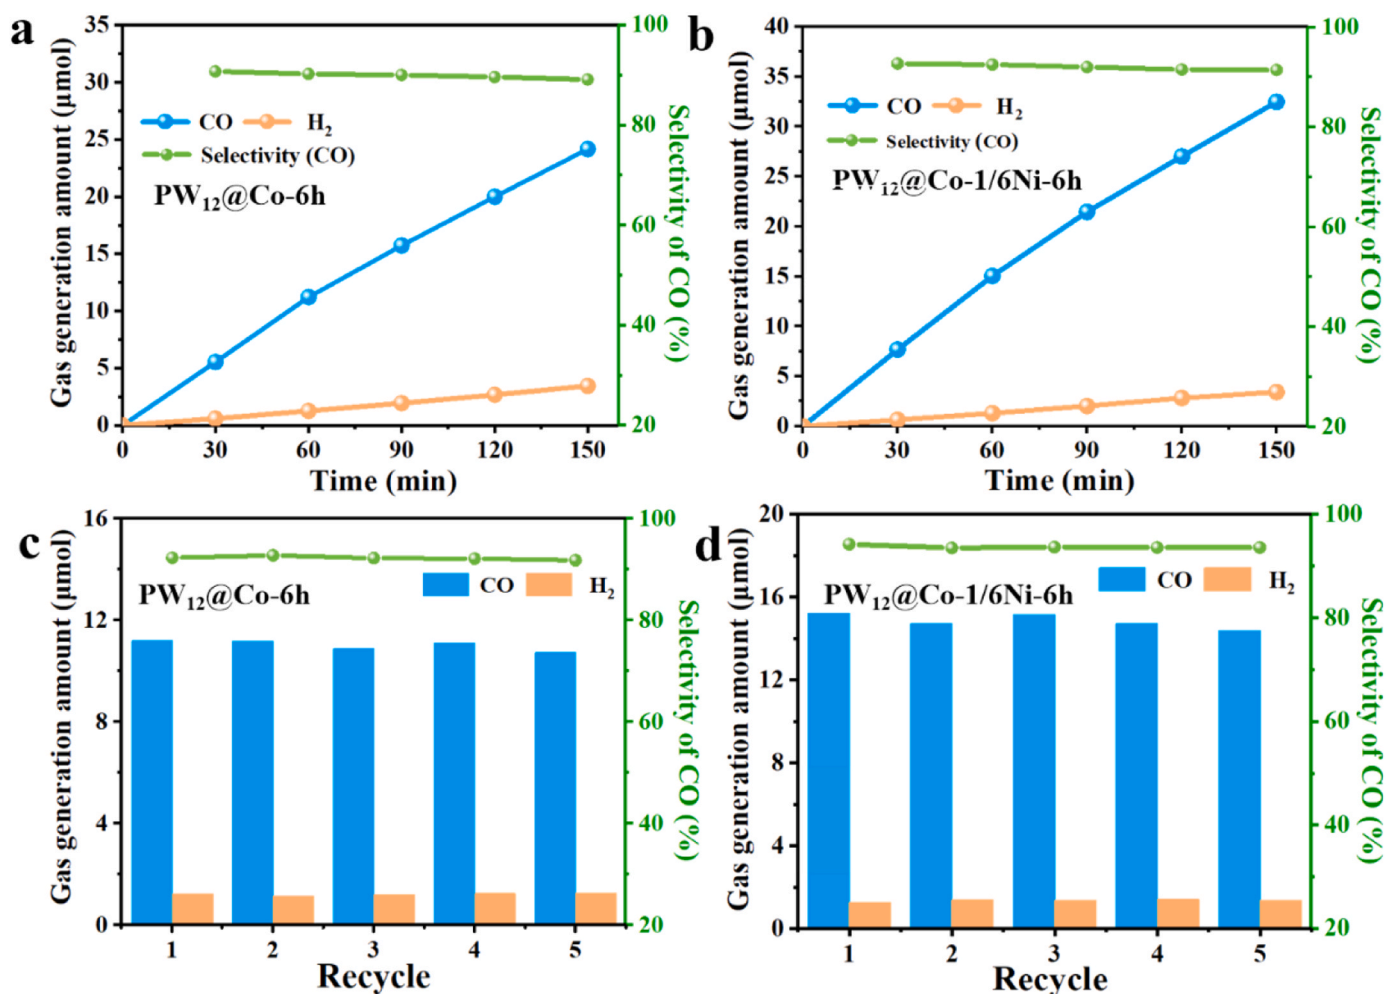 a
Gas generation amount (μmol)
35
30
25
20
15
10
5
0
100
80
60
40
20
Selectivity of CO (%)
CO H₂
Selectivity (CO)
PW₁₂@Co-6h
0 30 60 90 120 150
Time (min)
b
Gas generation amount (μmol)
40
35
30
25
20
15
10
5
0
100
80
60
40
20
Selectivity of CO (%)
CO H₂
Selectivity (CO)
PW₁₂@Co-1/6Ni-6h
0 30 60 90 120 150
Time (min)
c
Gas generation amount (μmol)
16
12
8
4
0
100
80
60
40
20
Selectivity of CO (%)
CO H₂
PW₁₂@Co-6h
1 2 3 4 5
Recycle
d
Gas generation amount (μmol)
20
16
12
8
4
0
100
80
60
40
20
Selectivity of CO (%)
CO H₂
PW₁₂@Co-1/6Ni-6h
1 2 3 4 5
Recycle